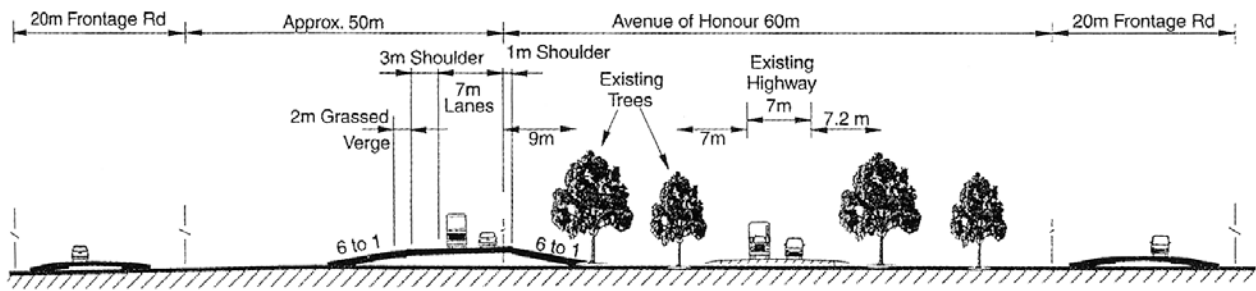 20m Frontage Rd
Approx. 50m
Avenue of Honour 60m
20m Frontage Rd
3m Shoulder
1m Shoulder
7m
Lanes
2m Grassed
Verge
9m
Existing
Trees
7m
Existing
Highway
7m
7.2 m
6 to 1
6 to 1